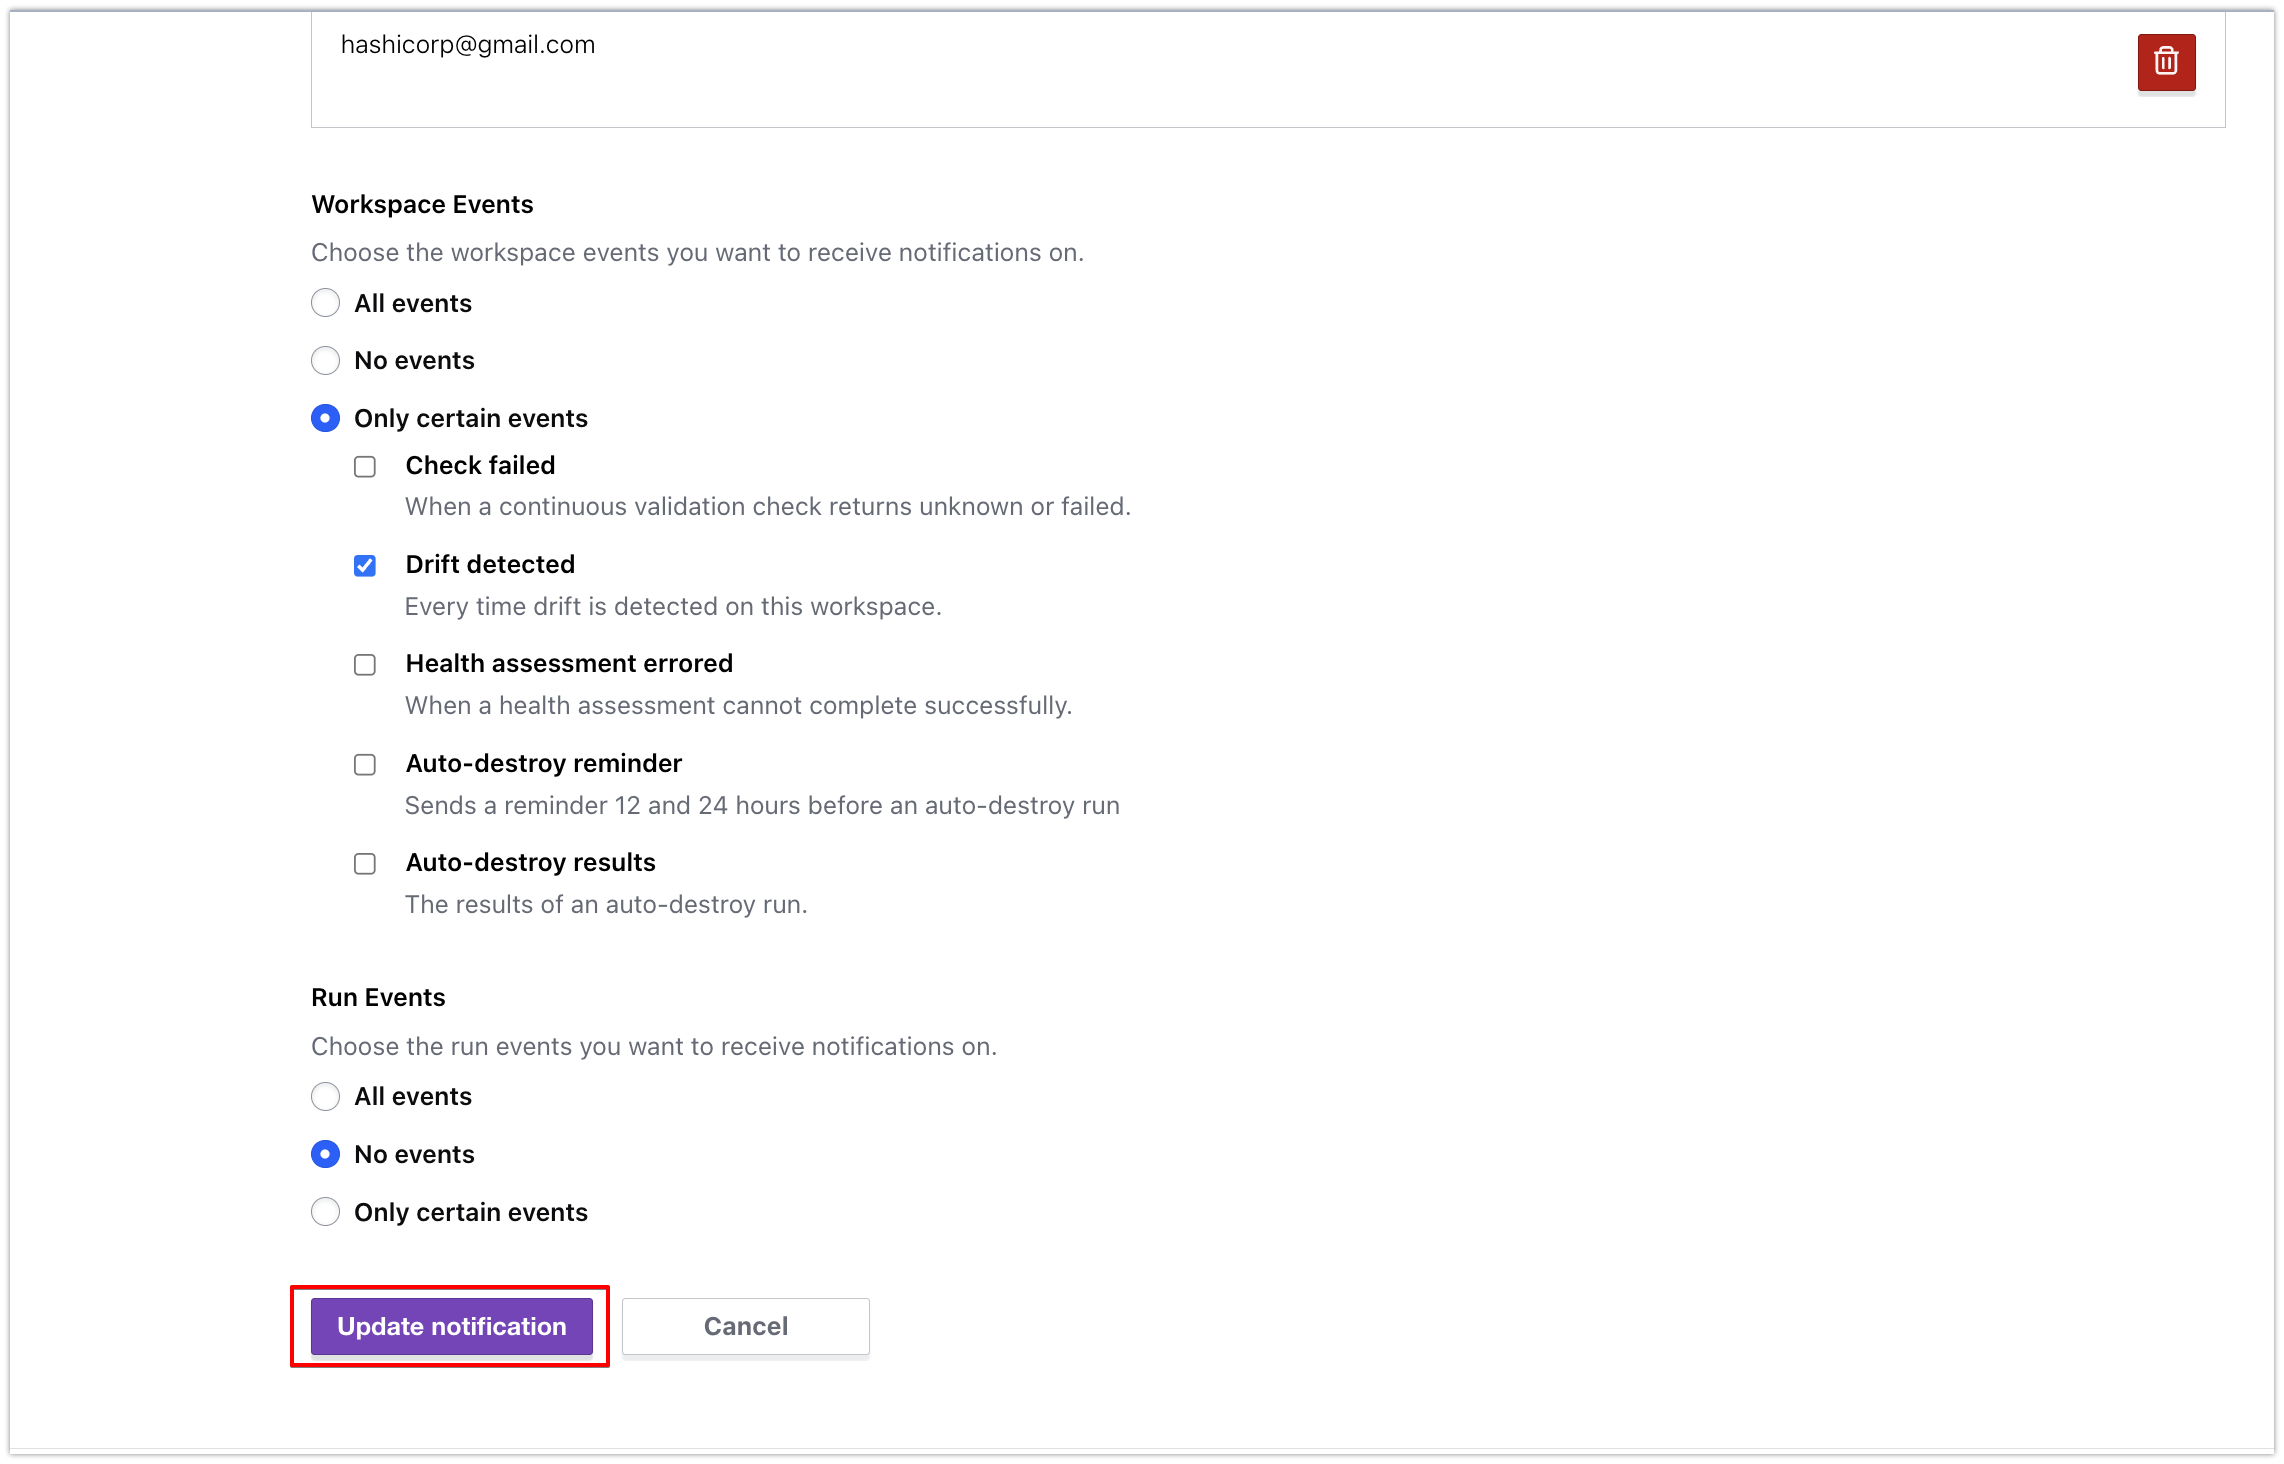 hashicorp@gmail.com
Workspace Events
Choose the workspace events you want to receive notifications on.
All events
No events
Only certain events
Check failed
When a continuous validation check returns unknown or failed.
Drift detected
Every time drift is detected on this workspace.
Health assessment errored
When a health assessment cannot complete successfully.
Auto-destroy reminder
Sends a reminder 12 and 24 hours before an auto-destroy run
Auto-destroy results
The results of an auto-destroy run.
Run Events
Choose the run events you want to receive notifications on.
All events
No events
Only certain events
Update notification
Cancel